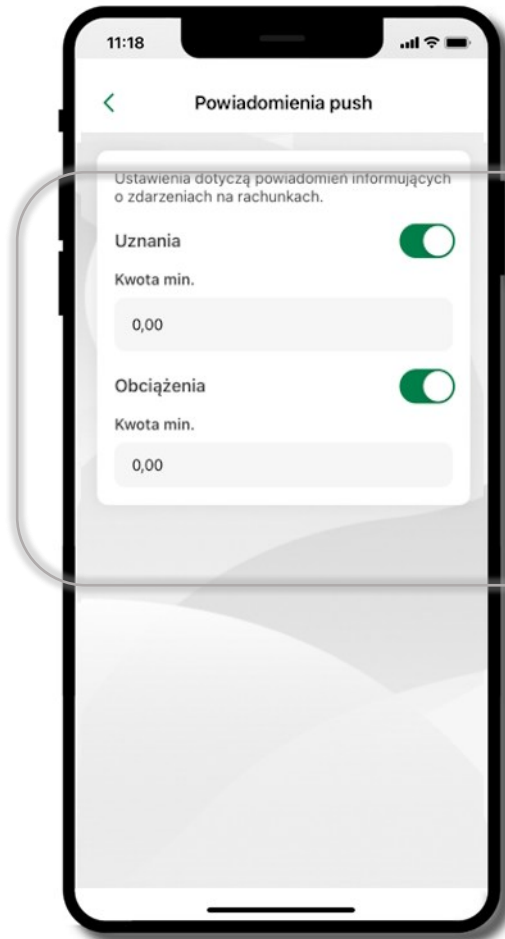 11:18
Powiadomienia push
Ustawienia dotyczą powiadomień informujących
o zdarzeniach na rachunkach.
Uznania
Kwota min.
0,00
Obciążenia
Kwota min.
0,00